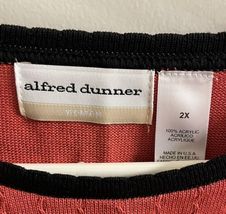 alfred dunner
2X
100% ACRYLIC
ACRILICO
ACRYLIQUE
MADE IN U.S.A.
HECHO EN EE.UU.